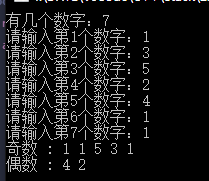 有几个数字：7
请输入第1个数字：1
请输入第2个数字：3
请输入第3个数字：5
请输入第4个数字：2
请输入第5个数字：4
请输入第6个数字：1
请输入第7个数字：1
奇数 : 1 1 5 3 1
偶数 : 4 2